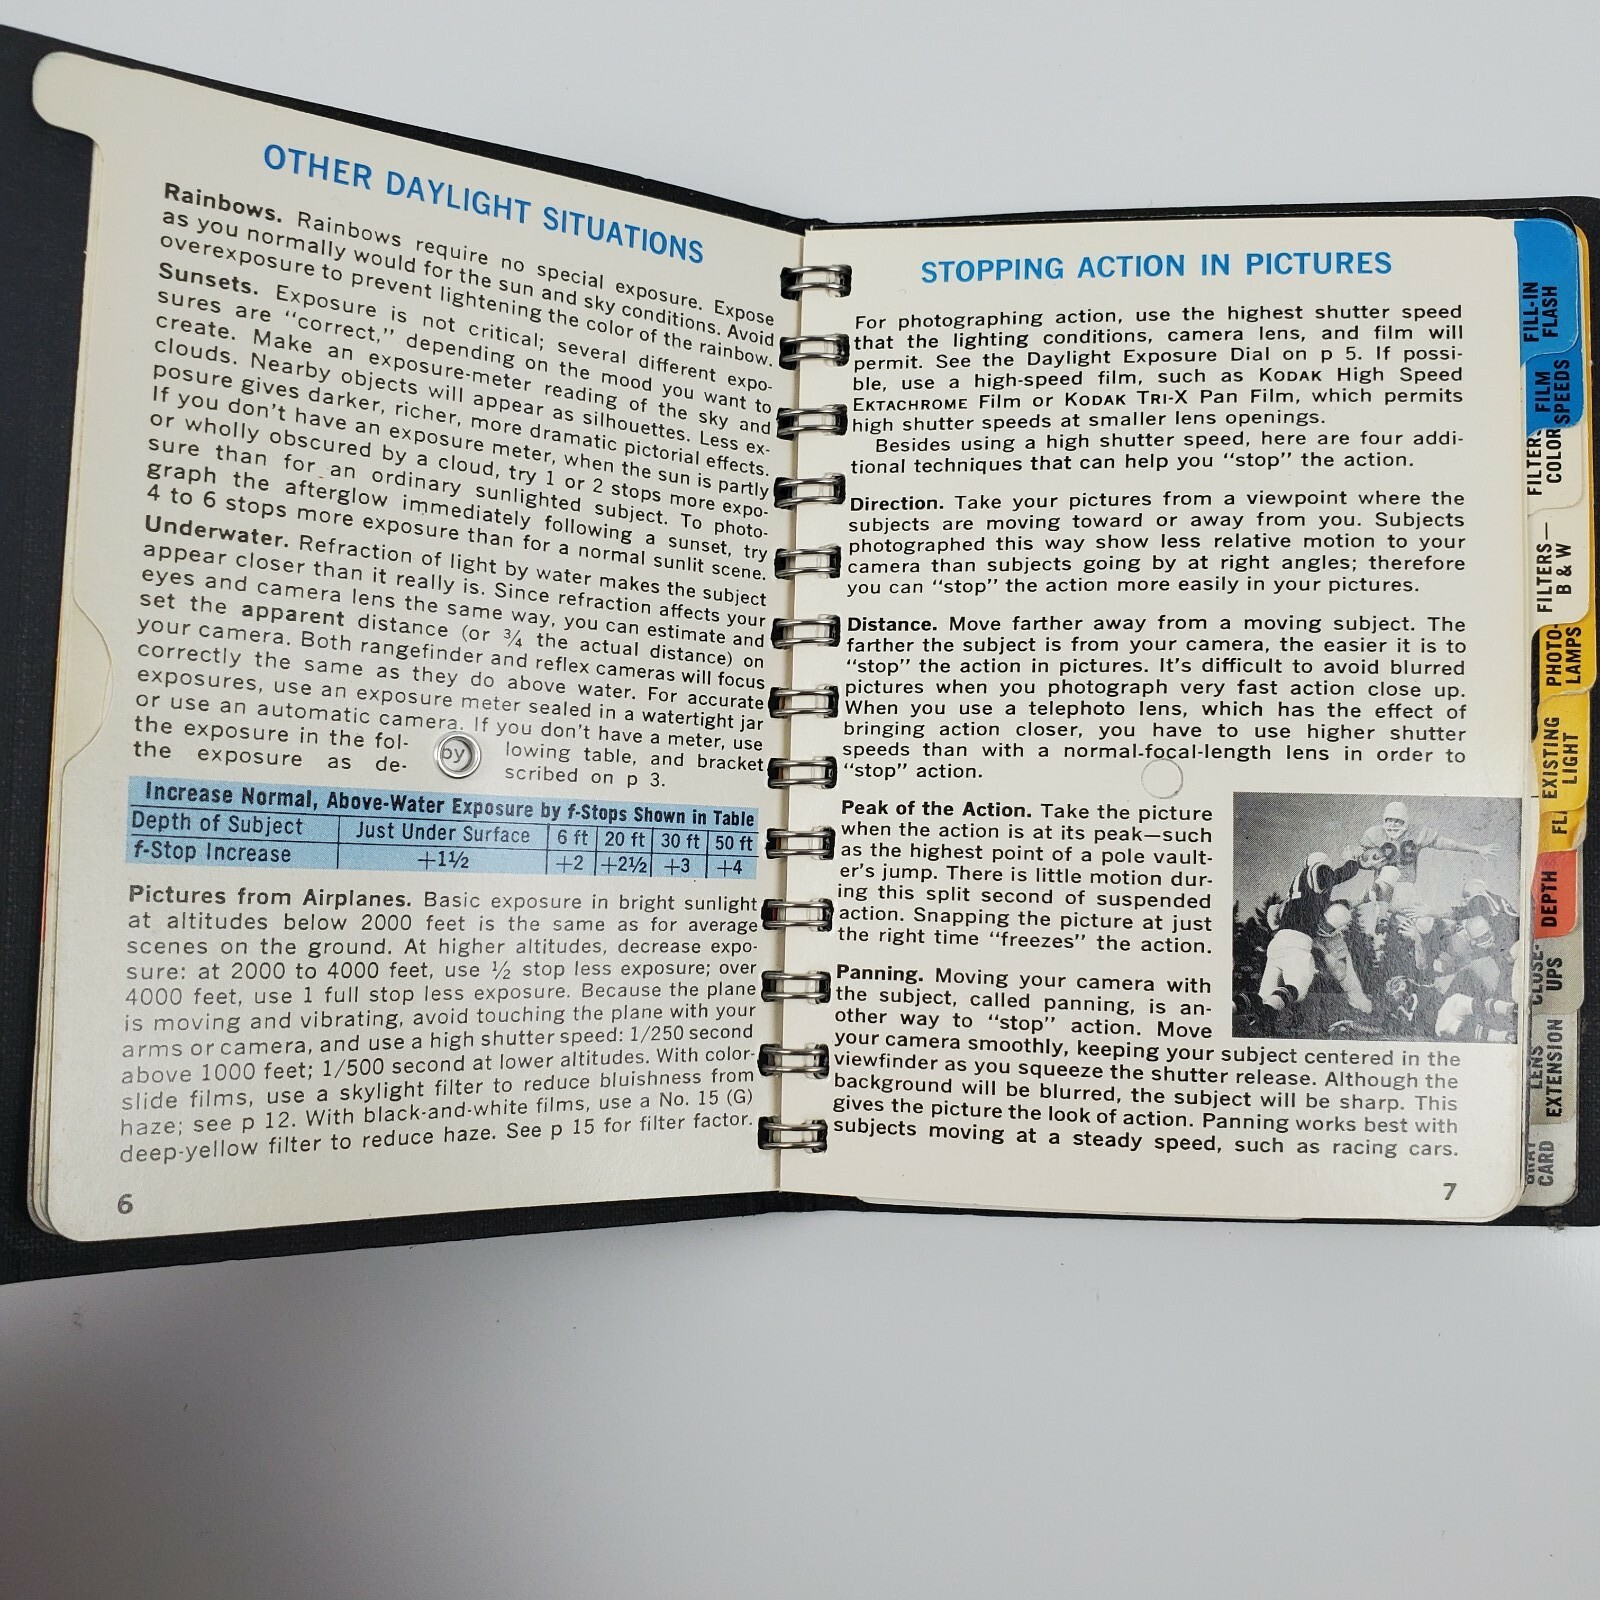 OTHER DAYLIGHT SITUATIONS
Rainbows. Rainbows require no special exposure. Expose
as you normally would for the sun and sky conditions. Avoid
overexposure to prevent lightening the color of the rainbow.
Sunsets. Exposure is not critical; several different expo-
sures are "correct," depending on the mood you want to
create. Make an exposure-meter reading of the sky and
clouds. Nearby objects will appear as silhouettes. Less ex-
posure gives darker, richer, more dramatic pictorial effects.
If you don't have an exposure meter, when the sun is partly
or wholly obscured by a cloud, try 1 or 2 stops more expo-
sure than for an ordinary sunlighted subject. To photo-
graph the afterglow immediately following a sunset, try
4 to 6 stops more exposure than for a normal sunlit scene.
Underwater. Refraction of light by water makes the subject
appear closer than it really is. Since refraction affects your
eyes and camera lens the same way, you can estimate and
set the apparent distance (or ¾ the actual distance) on
your camera. Both rangefinder and reflex cameras will focus
correctly the same as they do above water. For accurate
exposures, use an exposure meter sealed in a watertight jar
or use an automatic camera. If you don't have a meter, use
the exposure in the fol- lowing table, and bracket
the exposure as de- scribed on p 3.
by
Increase Normal, Above-Water Exposure by f-Stops Shown in Table
Depth of Subject Just Under Surface 6 ft 20 ft 30 ft 50 ft
f-Stop Increase +1½ +2 +2½ +3 +4
Pictures from Airplanes. Basic exposure in bright sunlight
at altitudes below 2000 feet is the same as for average
scenes on the ground. At higher altitudes, decrease expo-
sure: at 2000 to 4000 feet, use ½ stop less exposure; over
4000 feet, use 1 full stop less exposure. Because the plane
is moving and vibrating, avoid touching the plane with your
arms or camera, and use a high shutter speed: 1/250 second
above 1000 feet; 1/500 second at lower altitudes. With color-
slide films, use a skylight filter to reduce bluishness from
haze; see p 12. With black-and-white films, use a No. 15 (G)
deep-yellow filter to reduce haze. See p 15 for filter factor.
6
STOPPING ACTION IN PICTURES
For photographing action, use the highest shutter speed
that the lighting conditions, camera lens, and film will
permit. See the Daylight Exposure Dial on p 5. If possi-
ble, use a high-speed film, such as KODAK High Speed
EKTACHROME Film or KODAK TRI-X Pan Film, which permits
high shutter speeds at smaller lens openings.
Besides using a high shutter speed, here are four addi-
tional techniques that can help you "stop" the action.
Direction. Take your pictures from a viewpoint where the
subjects are moving toward or away from you. Subjects
photographed this way show less relative motion to your
camera than subjects going by at right angles; therefore
you can "stop" the action more easily in your pictures.
Distance. Move farther away from a moving subject. The
farther the subject is from your camera, the easier it is to
"stop" the action in pictures. It's difficult to avoid blurred
pictures when you photograph very fast action close up.
When you use a telephoto lens, which has the effect of
bringing action closer, you have to use higher shutter
speeds than with a normal-focal-length lens in order to
"stop" action.
Peak of the Action. Take the picture
when the action is at its peak—such
as the highest point of a pole vault-
er's jump. There is little motion dur-
ing this split second of suspended
action. Snapping the picture at just
the right time "freezes" the action.
Panning. Moving your camera with
the subject, called panning, is an-
other way to "stop" action. Move
your camera smoothly, keeping your subject centered in the
viewfinder as you squeeze the shutter release. Although the
background will be blurred, the subject will be sharp. This
gives the picture the look of action. Panning works best with
subjects moving at a steady speed, such as racing cars.
7
FILL-IN
FLASH
FILM
SPEEDS
FILTERS
COLOR
FILTERS—
B & W
PHOTO-
LAMPS
EXISTING
LIGHT
FL
DEPTH
CLOSE-
UPS
LENS
EXTENSION
GRAY
CARD